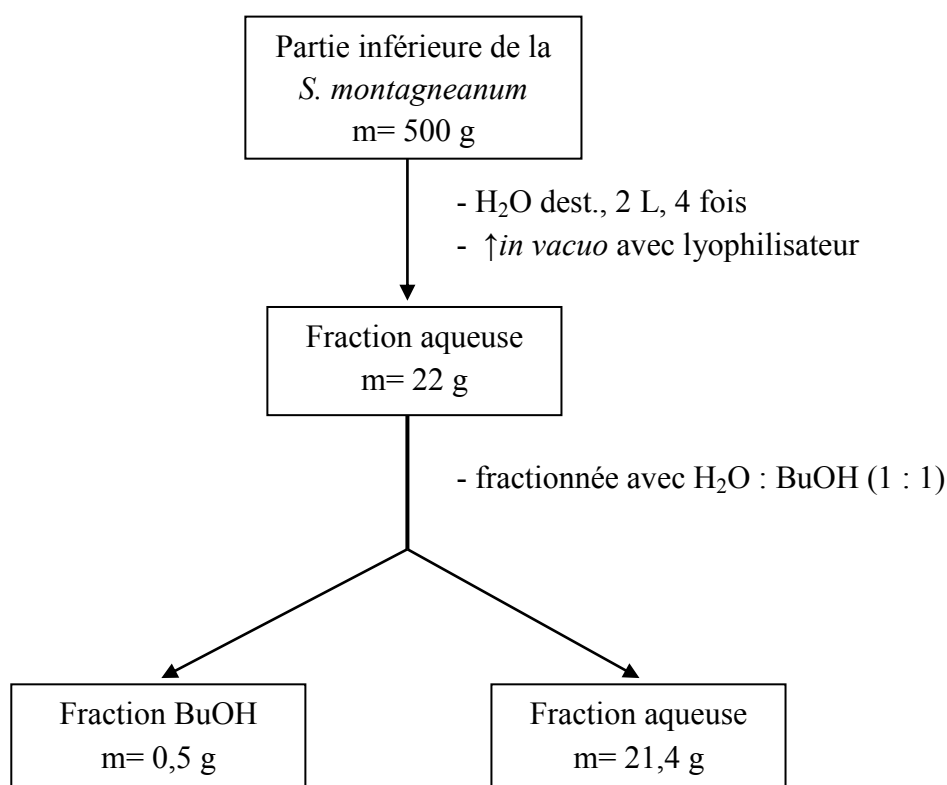 Partie inférieure de la
S. montagneanum
m= 500 g
- H₂O dest., 2 L, 4 fois
- ↑in vacuo avec lyophilisateur
Fraction aqueuse
m= 22 g
- fractionnée avec H₂O : BuOH (1 : 1)
Fraction BuOH
m= 0,5 g
Fraction aqueuse
m= 21,4 g